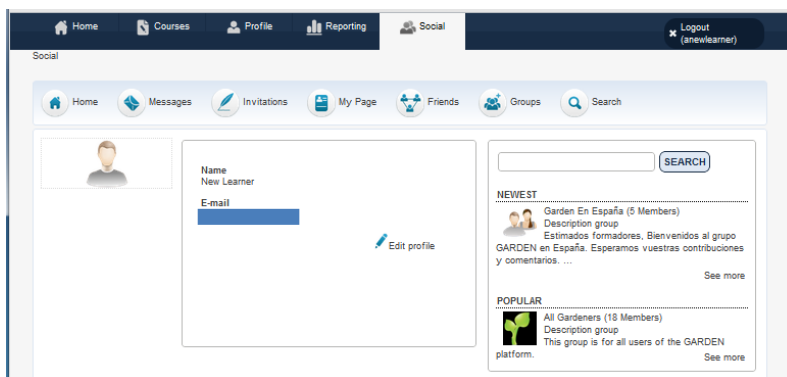 Home Courses Profile Reporting Social Logout
(anewlearner)
Social
Home Messages Invitations My Page Friends Groups Search
Name
New Learner
E-mail
Edit profile
SEARCH
NEWEST
Garden En España (5 Members)
Description group
Estimados formadores, Bienvenidos al grupo
GARDEN en España. Esperamos vuestras contribuciones
y comentarios. ...
See more
POPULAR
All Gardeners (18 Members)
Description group
This group is for all users of the GARDEN
platform.
See more